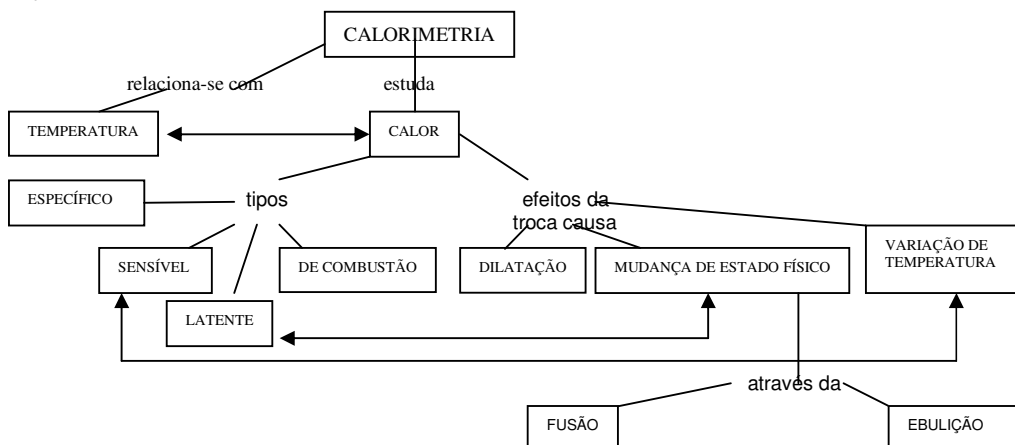 CALORIMETRIA
relaciona-se com
estuda
TEMPERATURA
CALOR
ESPECÍFICO
tipos
efeitos da
troca causa
SENSÍVEL
DE COMBUSTÃO
DILATAÇÃO
MUDANÇA DE ESTADO FÍSICO
VARIAÇÃO DE
TEMPERATURA
LATENTE
através da
FUSÃO
EBULIÇÃO